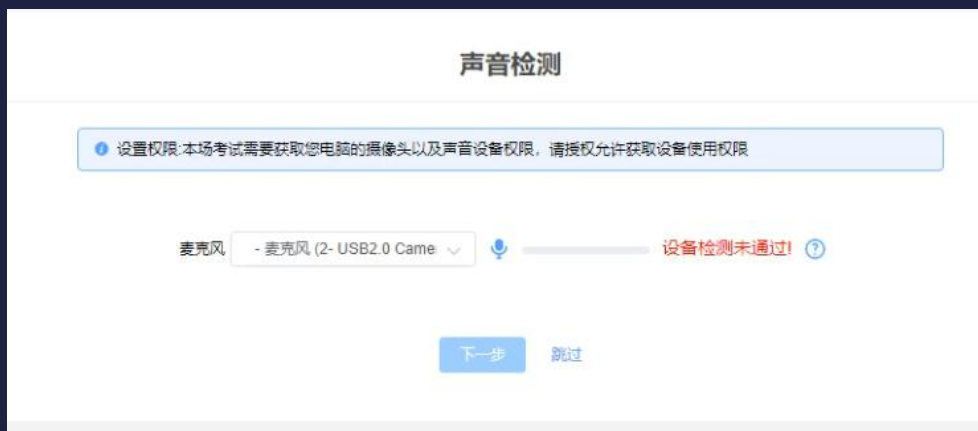 声音检测
设置权限:本场考试需要获取您电脑的摄像头以及声音设备权限，请授权允许获取设备使用权限
麦克风 - 麦克风 (2- USB2.0 Came 设备检测未通过!
下一步 跳过